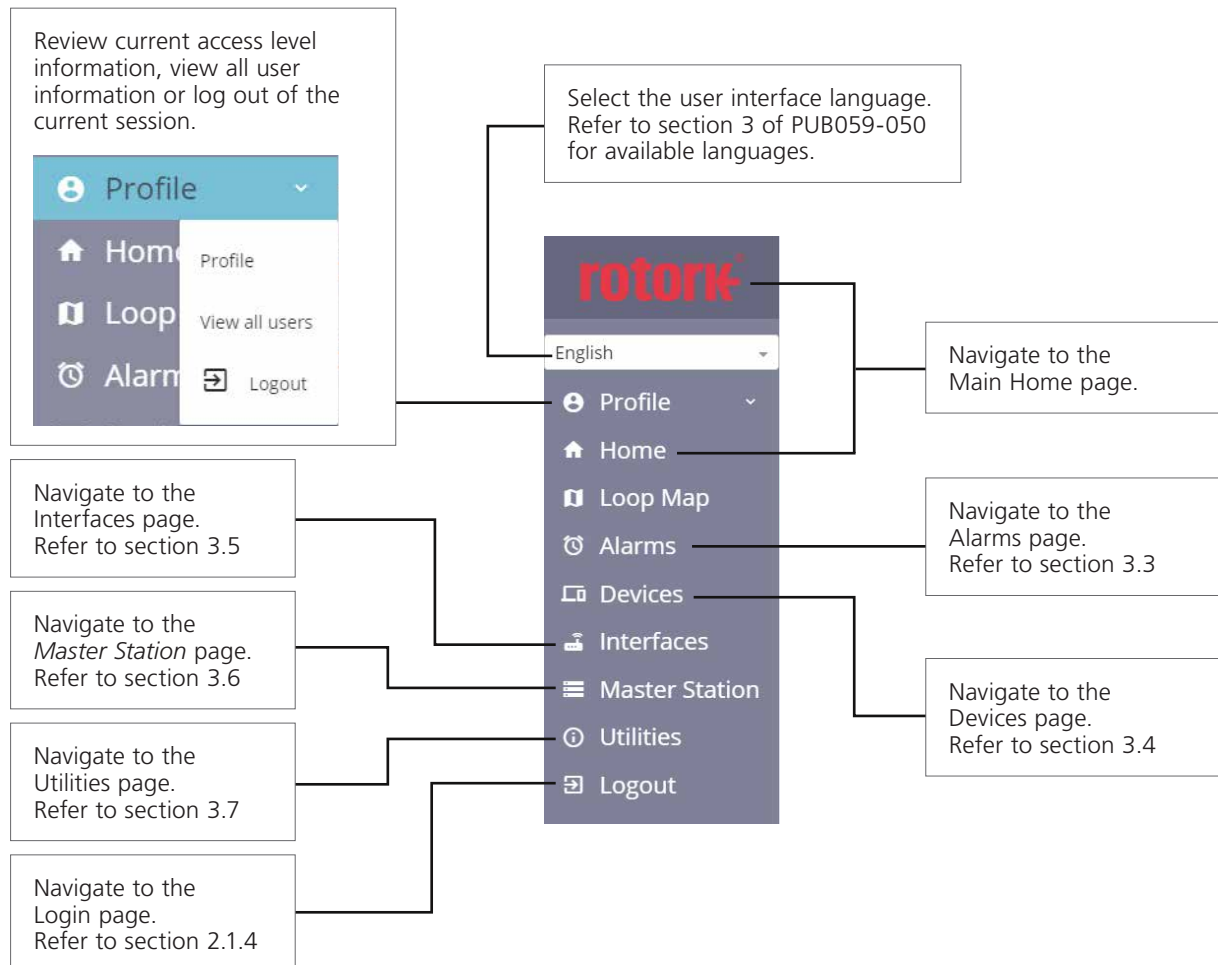 Review current access level
information, view all user
information or log out of the
current session.
Profile
Home
Loop
Alarm
Profile
View all users
Logout
Select the user interface language.
Refer to section 3 of PUB059-050
for available languages.
rotork
English
Profile
Home
Loop Map
Alarms
Devices
Interfaces
Master Station
Utilities
Logout
Navigate to the
Main Home page.
Navigate to the
Alarms page.
Refer to section 3.3
Navigate to the
Devices page.
Refer to section 3.4
Navigate to the
Interfaces page.
Refer to section 3.5
Navigate to the
Master Station page.
Refer to section 3.6
Navigate to the
Utilities page.
Refer to section 3.7
Navigate to the
Login page.
Refer to section 2.1.4